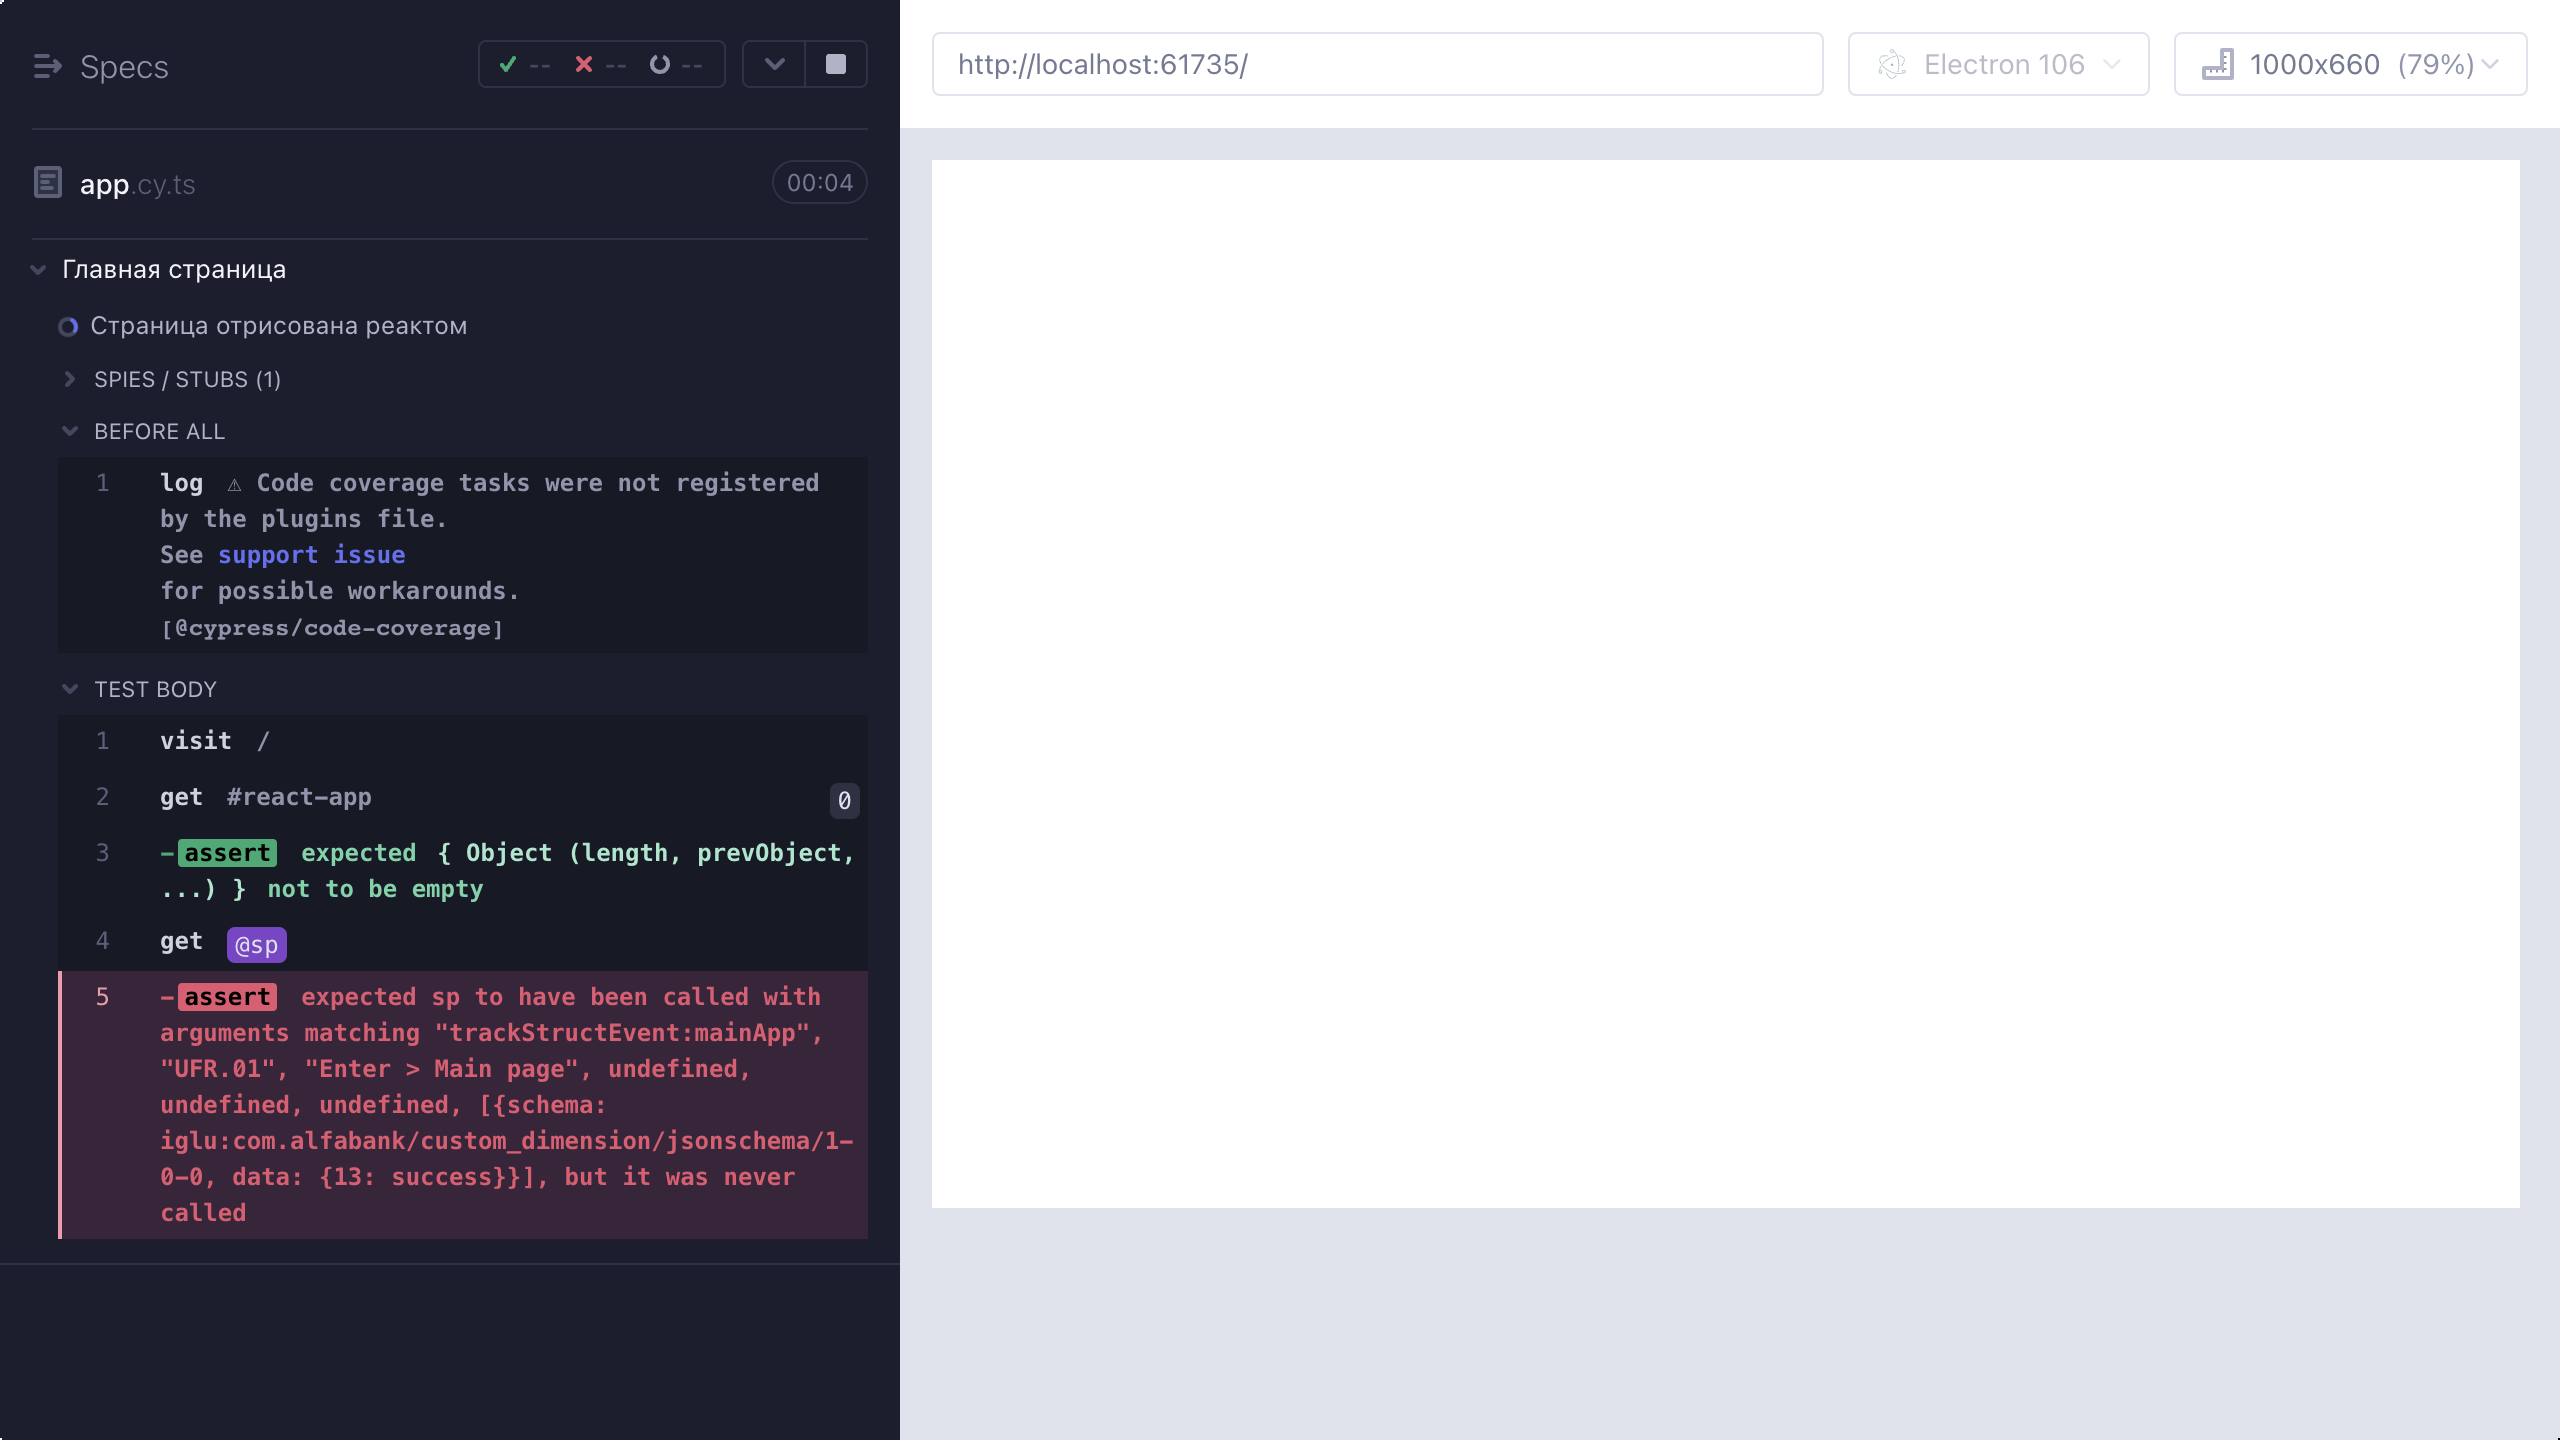 Specs
-- -- --
http://localhost:61735/
Electron 106
1000x660 (79%)
app.cy.ts
00:04
Главная страница
Страница отрисована реактом
SPIES / STUBS (1)
BEFORE ALL
1 log ⚠ Code coverage tasks were not registered
by the plugins file.
See support issue
for possible workarounds.
[@cypress/code-coverage]
TEST BODY
1 visit /
2 get #react-app 0
3 -assert expected { Object (length, prevObject,
...) } not to be empty
4 get @sp
5 -assert expected sp to have been called with
arguments matching "trackStructEvent:mainApp",
"UFR.01", "Enter > Main page", undefined,
undefined, undefined, [{schema:
iglu:com.alfabank/custom_dimension/jsonschema/1-
0-0, data: {13: success}}], but it was never
called